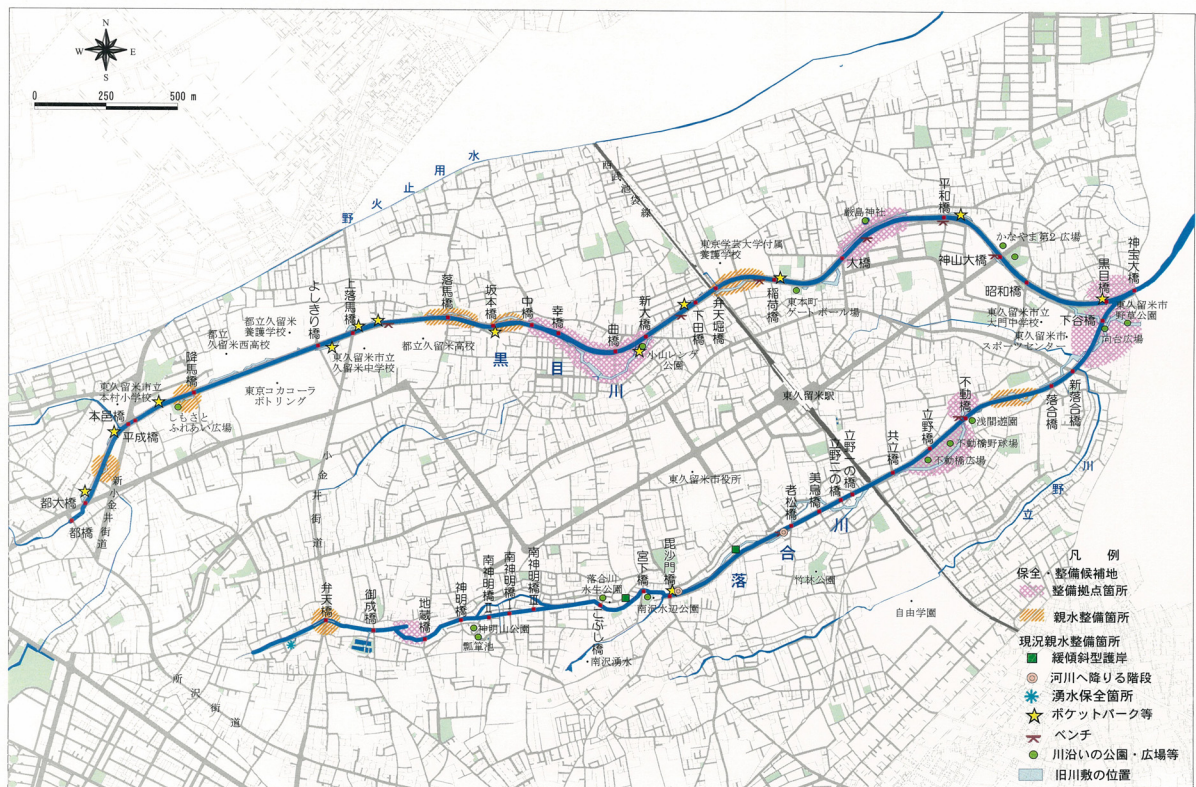 N
W
E
S
0
250
500 m
野火止用水
西武池袋線
よしきり橋
上落馬橋
落馬橋
坂本橋
中橋
幸橋
曲橋
新大橋
下田橋
弁天堀橋
東京学芸大学付属
養護学校
稲荷橋
東本町
ゲートボール場
大橋
厳島神社
平和橋
神山大橋
かなやま第2広場
昭和橋
黒目橋
神宝大橋
下谷橋
東久留米市立
大門中学校
東久留米市
スポーツセンター
東久留米市
野草公園
向台広場
都立久留米
養護学校
都立
久留米西高校
東久留米市立
久留米中学校
都立久留米高校
黒目川
小山レンゲ
公園
降馬橋
東京コカコーラ
ボトリング
東久留米市立
本村小学校
しもさと
ふれあい広場
本邑橋
平成橋
都大橋
都橋
新小金井街道
小金井街道
所沢街道
東久留米駅
東久留米市役所
新落合橋
落合橋
不動橋
浅間遊園
不動橋野球場
不動橋広場
立野橋
共立橋
立野一の橋
立野二の橋
美鳥橋
老松橋
落合川
立野川
竹林公園
自由学園
毘沙門橋
宮下橋
南沢水辺公園
落合川
水生公園
こぶし橋
南沢湧水
南神明橋Ⅲ
南神明橋Ⅱ
南神明橋Ⅰ
神明橋
神明山公園
瓢箪池
地蔵橋
御成橋
弁天橋
凡例
保全・整備候補地
整備拠点箇所
親水整備箇所
現況親水整備箇所
緩傾斜型護岸
河川へ降りる階段
湧水保全箇所
ポケットパーク等
ベンチ
川沿いの公園・広場等
旧川敷の位置